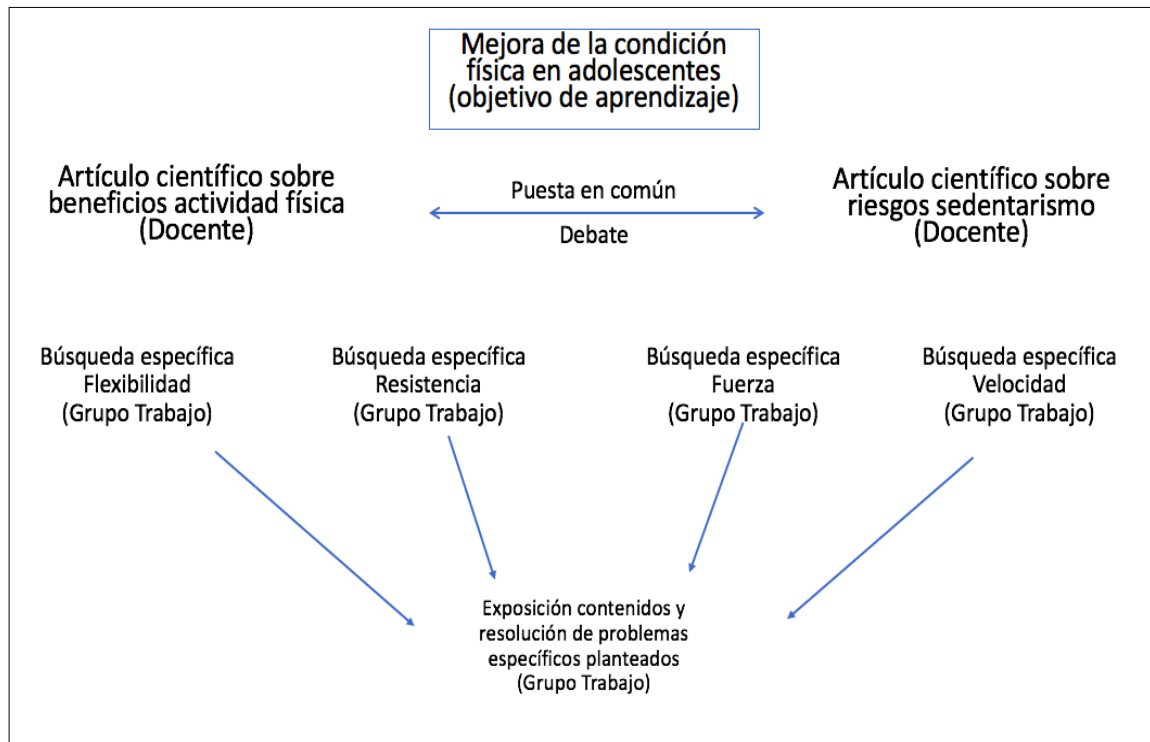 Mejora de la condición
física en adolescentes
(objetivo de aprendizaje)
Artículo científico sobre
beneficios actividad física
(Docente)
Puesta en común
Debate
Artículo científico sobre
riesgos sedentarismo
(Docente)
Búsqueda específica
Flexibilidad
(Grupo Trabajo)
Búsqueda específica
Resistencia
(Grupo Trabajo)
Búsqueda específica
Fuerza
(Grupo Trabajo)
Búsqueda específica
Velocidad
(Grupo Trabajo)
Exposición contenidos y
resolución de problemas
específicos planteados
(Grupo Trabajo)